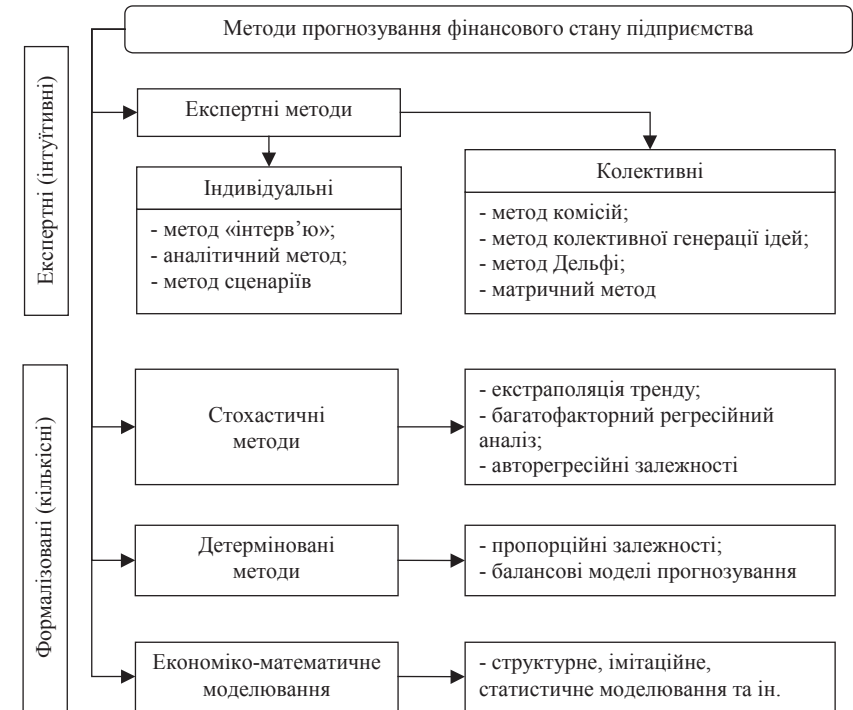 Методи прогнозування фінансового стану підприємства
Експертні (інтуїтивні)
Експертні методи
Індивідуальні
- метод «інтерв’ю»;
- аналітичний метод;
- метод сценаріїв
Колективні
- метод комісій;
- метод колективної генерації ідей;
- метод Дельфі;
- матричний метод
Формалізовані (кількісні)
Стохастичні
методи
- екстраполяція тренду;
- багатофакторний регресійний
аналіз;
- авторегресійні залежності
Детерміновані
методи
- пропорційні залежності;
- балансові моделі прогнозування
Економіко-математичне
моделювання
- структурне, імітаційне,
статистичне моделювання та ін.